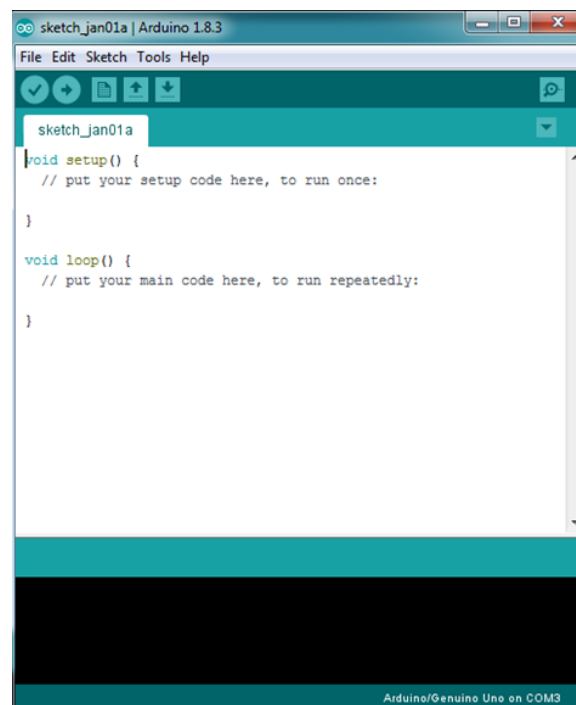 sketch_jan01a | Arduino 1.8.3
File Edit Sketch Tools Help
sketch_jan01a
void setup() {
  // put your setup code here, to run once:
}
void loop() {
  // put your main code here, to run repeatedly:
}
Arduino/Genuino Uno on COM3